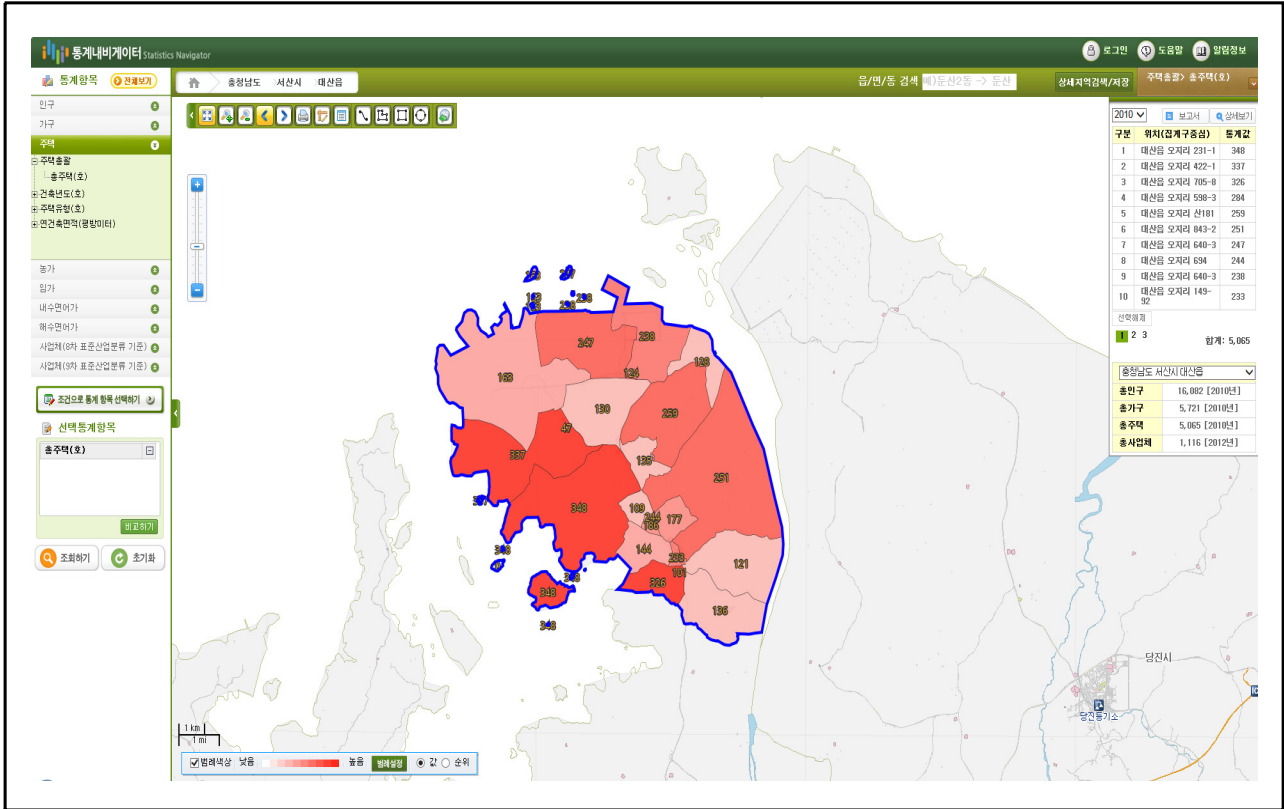 통계내비게이터 Statistics Navigator
로그인 도움말 알림정보
통계항목 전체보기
충청남도 서산시 대산읍
읍/면/동 검색 예)둔산2동 -> 둔산
상세지역검색/저장
주택총괄> 총주택(호)
인구
가구
주택
주택총괄
총주택(호)
건축년도(호)
주택유형(호)
연건축면적(평방미터)
농가
임가
내수면어가
해수면어가
사업체(8차 표준산업분류 기준)
사업체(9차 표준산업분류 기준)
조건으로 통계 항목 선택하기
선택통계항목
총주택(호)
비교하기
조회하기 초기화
238
247
238
128
124
163
130
259
47
337
135
251
348
109
244
177
144
233
121
101
326
136
348
348
1 km
1 mi
범례색상 낮음 높음 범례설정 값 순위
당진시
당진통기소
2010 보고서 상세보기
구분 위치(집계구중심) 통계값
1 대산읍 오지리 231-1 348
2 대산읍 오지리 422-1 337
3 대산읍 오지리 705-8 326
4 대산읍 오지리 598-3 284
5 대산읍 오지리 산181 259
6 대산읍 오지리 843-2 251
7 대산읍 오지리 640-3 247
8 대산읍 오지리 694 244
9 대산읍 오지리 640-3 238
10 대산읍 오지리 149-
92 233
선택해제
1 2 3
합계: 5,065
충청남도 서산시 대산읍
총인구 16,882 [2010년]
총가구 5,721 [2010년]
총주택 5,065 [2010년]
총사업체 1,116 [2012년]